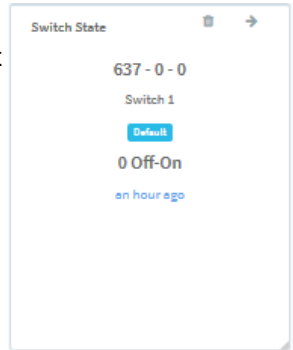 Switch State
637 - 0 - 0
Switch 1
Default
0 Off-On
an hour ago